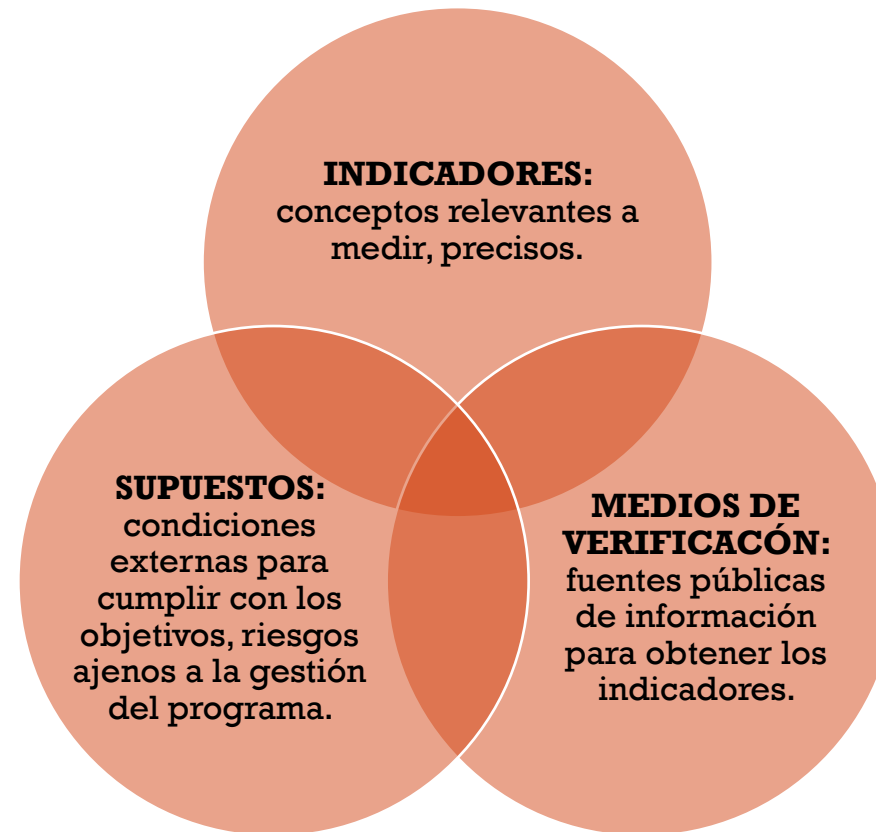 INDICADORES:
conceptos relevantes a
medir, precisos.
SUPUESTOS:
condiciones
externas para
cumplir con los
objetivos, riesgos
ajenos a la gestión
del programa.
MEDIOS DE
VERIFICACÓN:
fuentes públicas
de información
para obtener los
indicadores.